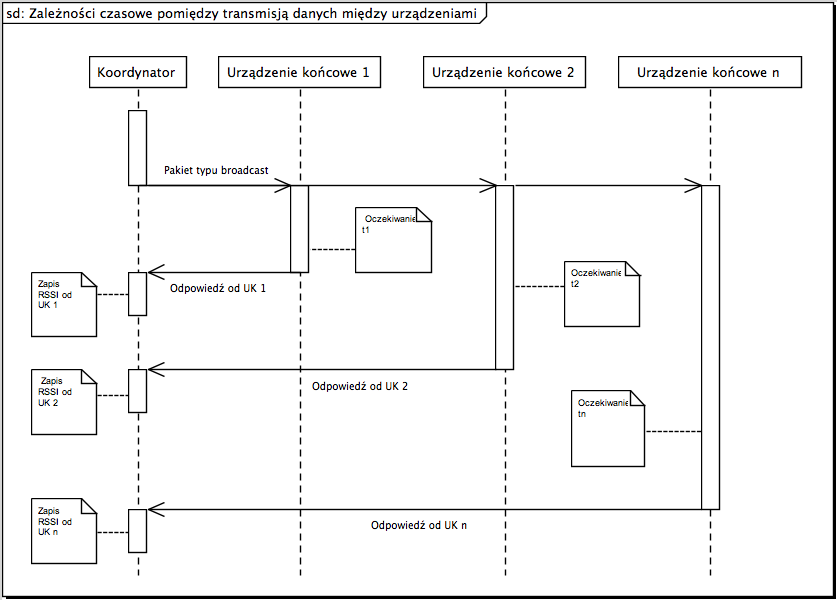 sd: Zależności czasowe pomiędzy transmisją danych między urządzeniami
Koordynator
Urządzenie końcowe 1
Urządzenie końcowe 2
Urządzenie końcowe n
Pakiet typu broadcast
Oczekiwanie
t1
Odpowiedź od UK 1
Zapis
RSSI od
UK 1
Oczekiwanie
t2
Zapis
RSSI od
UK 2
Odpowiedź od UK 2
Oczekiwanie
tn
Zapis
RSSI od
UK n
Odpowiedź od UK n